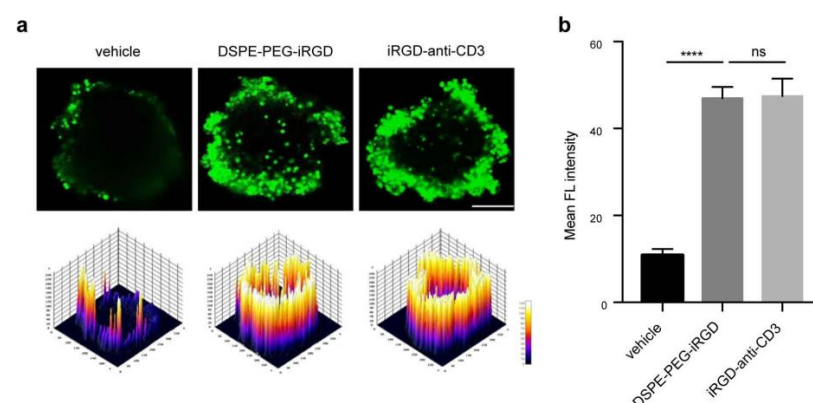 a
vehicle
DSPE-PEG-iRGD
iRGD-anti-CD3
b
60
40
20
0
Mean FL intensity
****
ns
vehicle
DSPE-PEG-iRGD
iRGD-anti-CD3